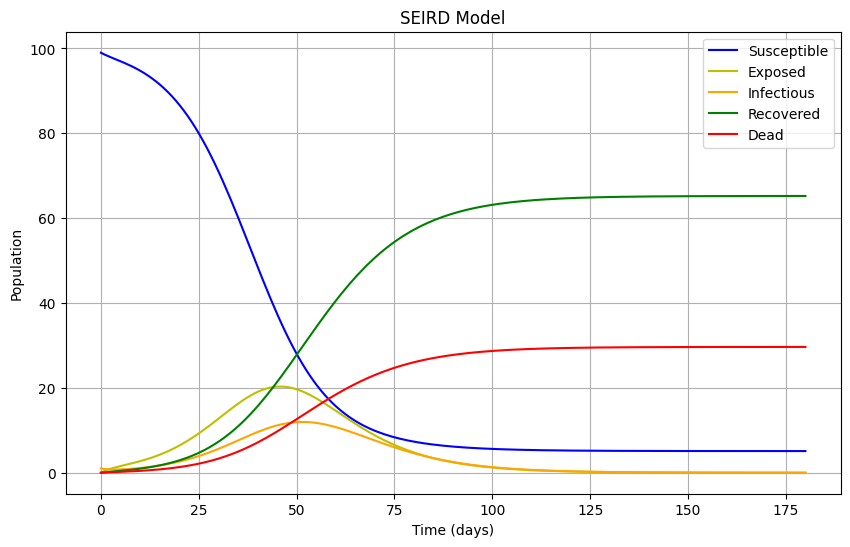 SEIRD Model
100
80
60
40
20
0
Population
0 25 50 75 100 125 150 175
Time (days)
Susceptible
Exposed
Infectious
Recovered
Dead